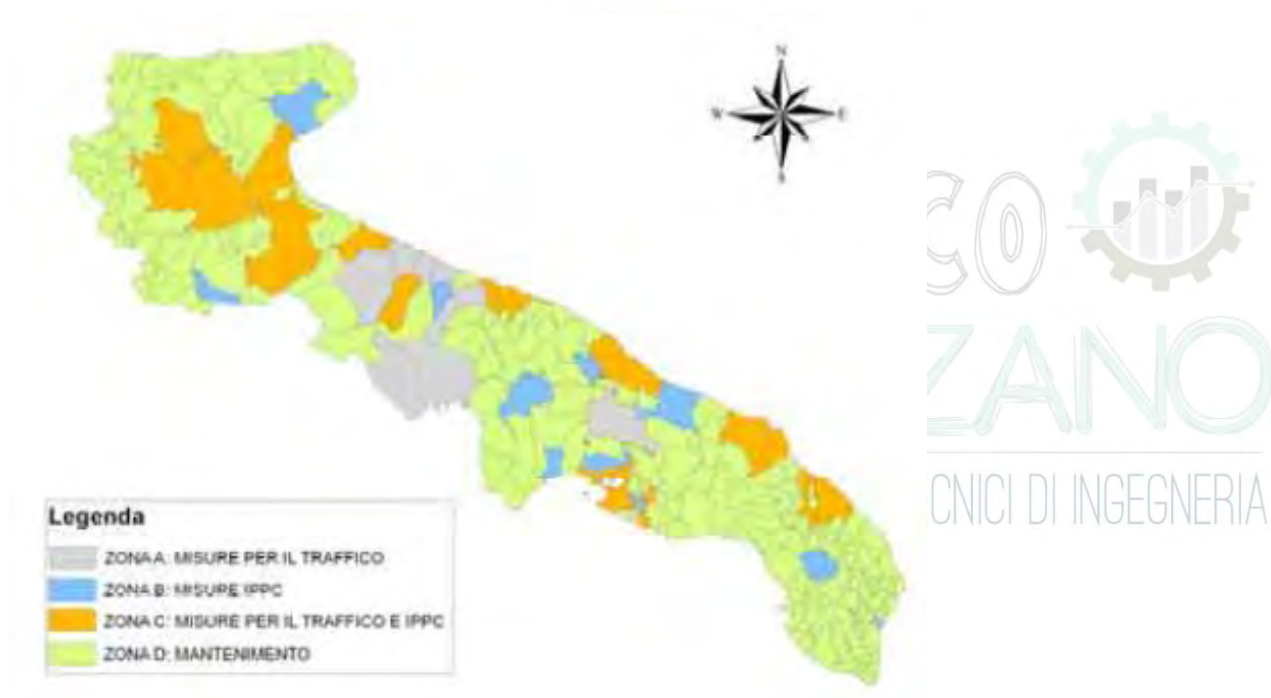 N
W
E
S
CO
ZANO
CNICI DI INGEGNERIA
Legenda
ZONA A: MISURE PER IL TRAFFICO
ZONA B: MISURE IPPC
ZONA C: MISURE PER IL TRAFFICO E IPPC
ZONA D: MANTENIMENTO